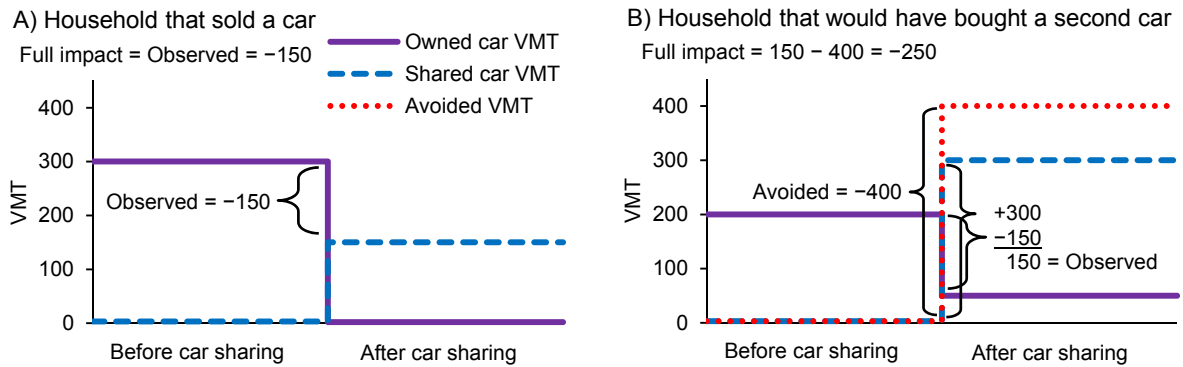 A) Household that sold a car
Full impact = Observed = −150
Owned car VMT
Shared car VMT
Avoided VMT
400
300
200
100
0
VMT
Observed = −150
Before car sharing
After car sharing
B) Household that would have bought a second car
Full impact = 150 − 400 = −250
400
300
200
100
0
VMT
Avoided = −400
+300
−150
150 = Observed
Before car sharing
After car sharing